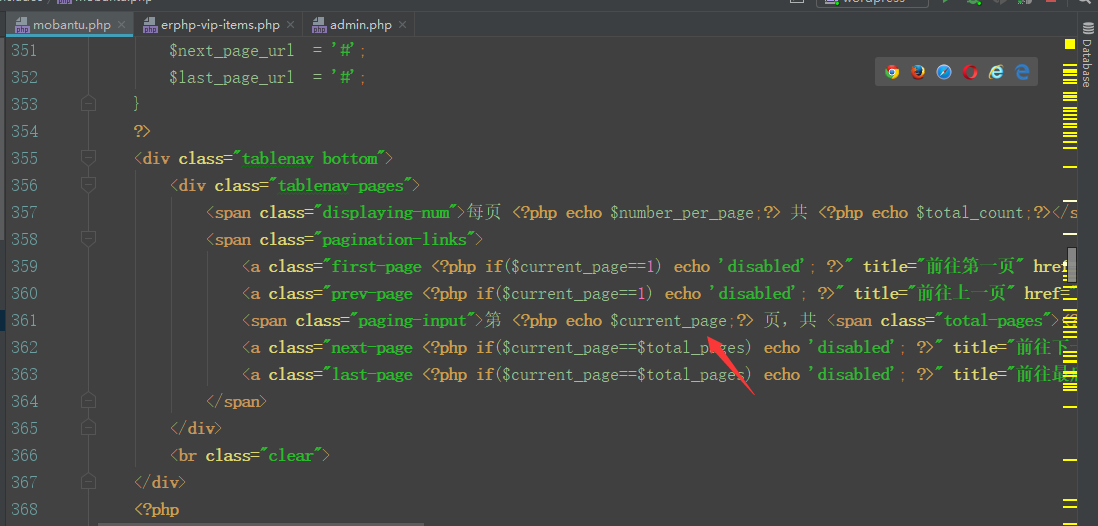 mobantu.php
wordpress
mobantu.php × erphp-vip-items.php × admin.php ×
Database
351 $next_page_url = '#';
352 $last_page_url = '#';
353 }
354 ?>
355 <div class="tablenav bottom">
356 <div class="tablenav-pages">
357 <span class="displaying-num">每页 <?php echo $number_per_page;?> 共 <?php echo $total_count;?></s
358 <span class="pagination-links">
359 <a class="first-page <?php if($current_page==1) echo 'disabled'; ?>" title="前往第一页" href
360 <a class="prev-page <?php if($current_page==1) echo 'disabled'; ?>" title="前往上一页" href=
361 <span class="paging-input">第 <?php echo $current_page;?> 页，共 <span class="total-pages">
362 <a class="next-page <?php if($current_page==$total_pages) echo 'disabled'; ?>" title="前往下
363 <a class="last-page <?php if($current_page==$total_pages) echo 'disabled'; ?>" title="前往最
364 </span>
365 </div>
366 <br class="clear">
367 </div>
368 <?php